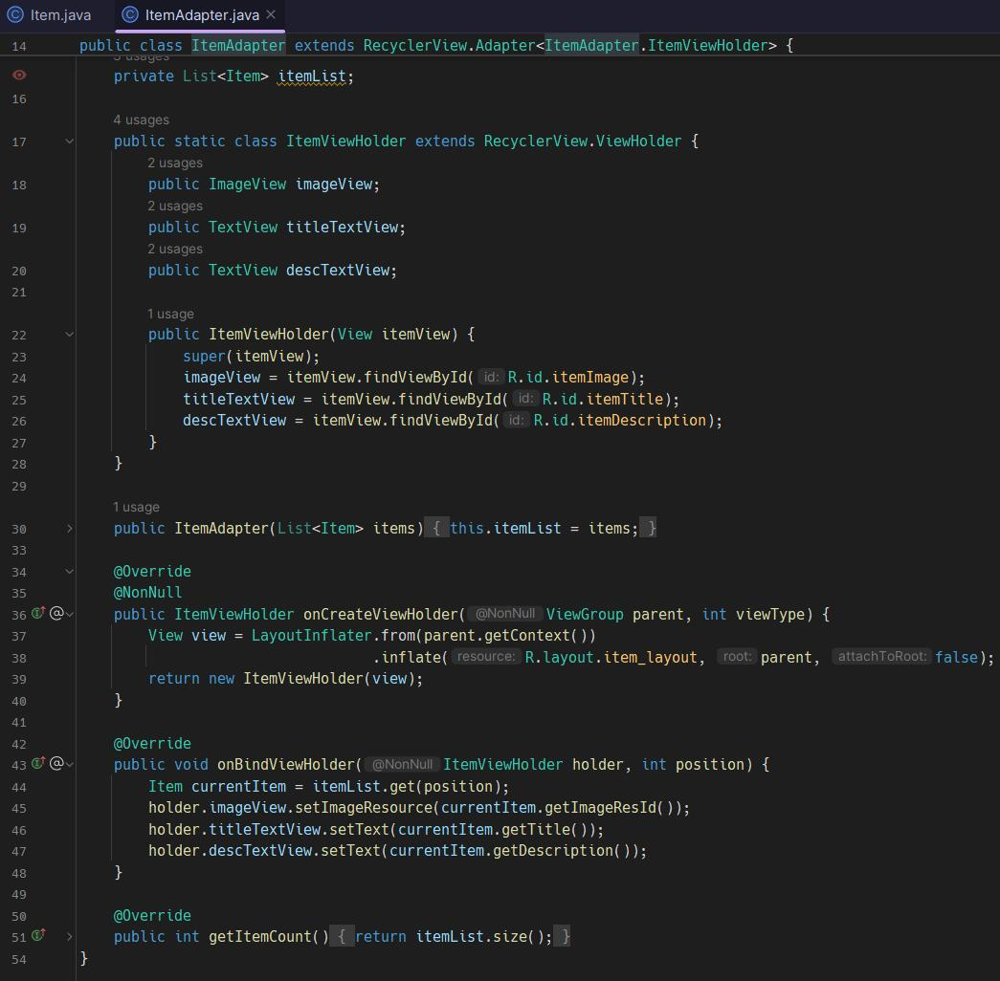 Item.java ItemAdapter.java
14 public class ItemAdapter extends RecyclerView.Adapter<ItemAdapter.ItemViewHolder> {
usages
private List<Item> itemList;
16
4 usages
17 public static class ItemViewHolder extends RecyclerView.ViewHolder {
2 usages
18 public ImageView imageView;
2 usages
19 public TextView titleTextView;
2 usages
20 public TextView descTextView;
21
1 usage
22 public ItemViewHolder(View itemView) {
23 super(itemView);
24 imageView = itemView.findViewById( id: R.id.itemImage);
25 titleTextView = itemView.findViewById( id: R.id.itemTitle);
26 descTextView = itemView.findViewById( id: R.id.itemDescription);
27 }
28 }
29
1 usage
30 public ItemAdapter(List<Item> items) { this.itemList = items; }
33
34 @Override
35 @NonNull
36 @ public ItemViewHolder onCreateViewHolder( @NonNull ViewGroup parent, int viewType) {
37 View view = LayoutInflater.from(parent.getContext())
38 .inflate( resource: R.layout.item_layout, root: parent, attachToRoot: false);
39 return new ItemViewHolder(view);
40 }
41
42 @Override
43 @ public void onBindViewHolder( @NonNull ItemViewHolder holder, int position) {
44 Item currentItem = itemList.get(position);
45 holder.imageView.setImageResource(currentItem.getImageResId());
46 holder.titleTextView.setText(currentItem.getTitle());
47 holder.descTextView.setText(currentItem.getDescription());
48 }
49
50 @Override
51 public int getItemCount() { return itemList.size(); }
54 }